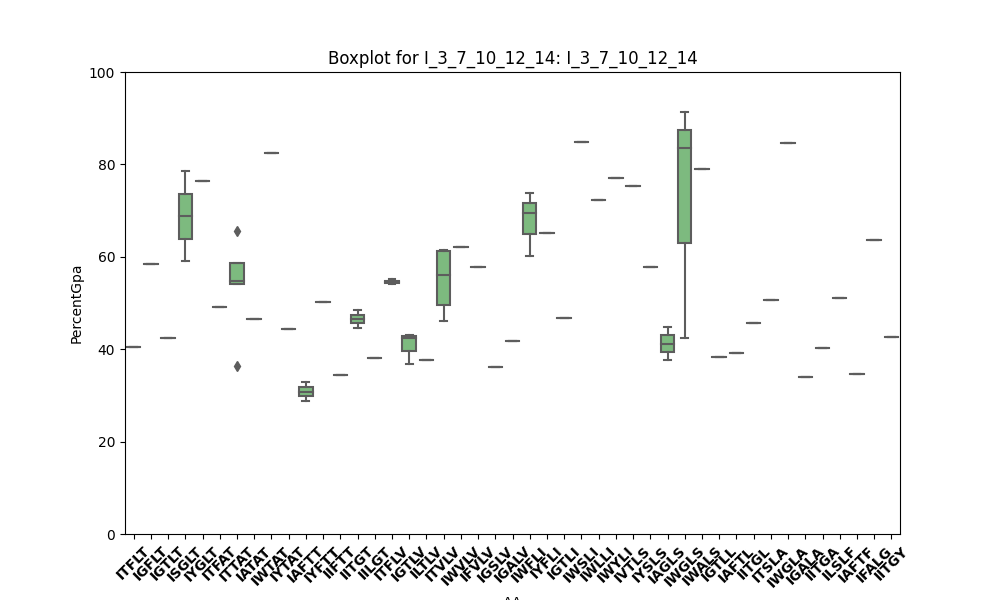 Boxplot for I_3_7_10_12_14: I_3_7_10_12_14
PercentGpa
100
80
60
40
20
0
ITFLT
IGFLT
IGTLT
ISGLT
IYGLT
ITFAT
ITTAT
IATAT
IWTAT
IYTAT
IAFTT
IYFTT
IIFTT
IITGT
IILGT
ITFLV
IGTLV
ILTLV
ITVLV
IWVLV
IFVLV
IGSLV
IGALV
IWFLI
IYFLI
IGTLI
IWSLI
IWLLI
IWYLI
IVTLS
IYSLS
IAGLS
IWGLS
IWALS
IGTLL
IAFTL
IITGL
ITSLA
IWGLA
IGALA
IITGA
ILSLF
IAFTF
IFALG
IITGY